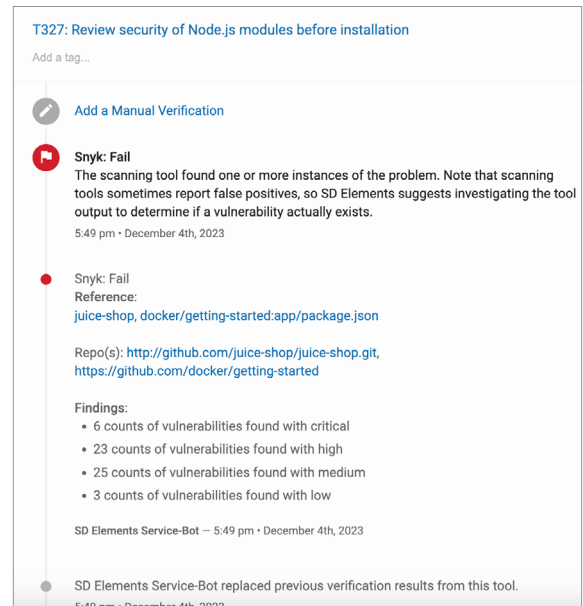 T327: Review security of Node.js modules before installation
Add a tag...
Add a Manual Verification
Snyk: Fail
The scanning tool found one or more instances of the problem. Note that scanning
tools sometimes report false positives, so SD Elements suggests investigating the tool
output to determine if a vulnerability actually exists.
5:49 pm • December 4th, 2023
Snyk: Fail
Reference:
juice-shop, docker/getting-started:app/package.json
Repo(s): http://github.com/juice-shop/juice-shop.git,
https://github.com/docker/getting-started
Findings:
• 6 counts of vulnerabilities found with critical
• 23 counts of vulnerabilities found with high
• 25 counts of vulnerabilities found with medium
• 3 counts of vulnerabilities found with low
SD Elements Service-Bot — 5:49 pm • December 4th, 2023
SD Elements Service-Bot replaced previous verification results from this tool.
5:49 pm • December 4th, 2023